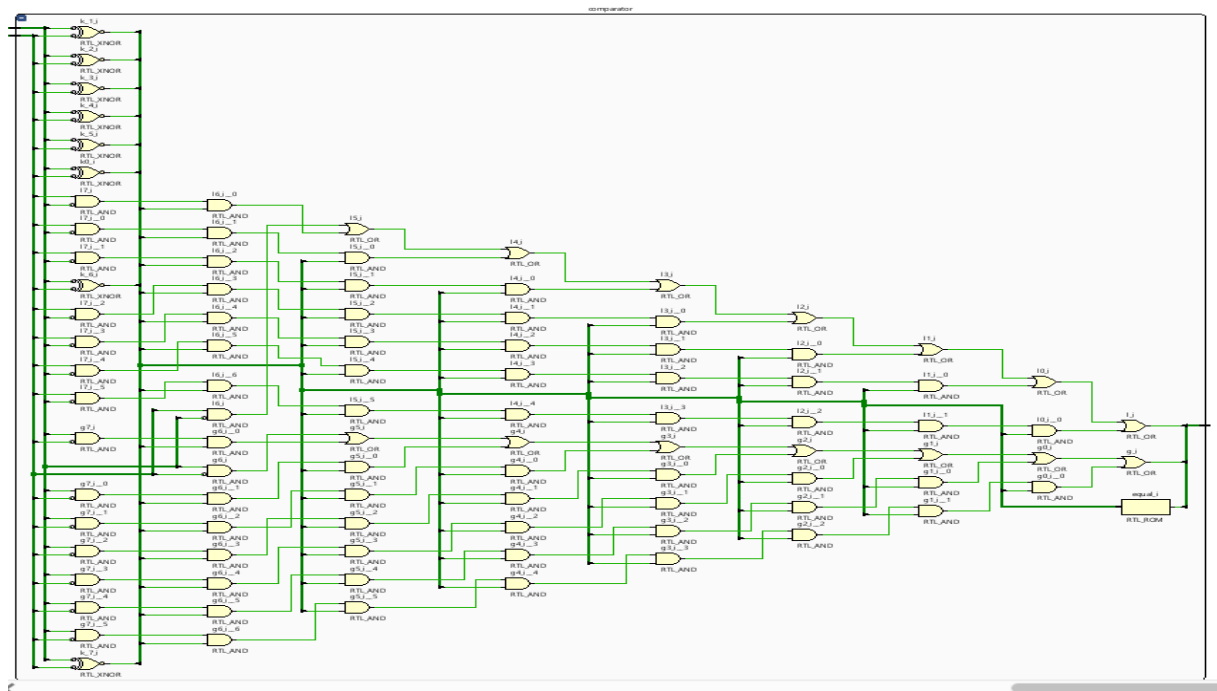 comparator
k_1_i
RTL_XNOR
k_2_i
RTL_XNOR
k_3_i
RTL_XNOR
k_4_i
RTL_XNOR
k_5_i
RTL_XNOR
k0_i
RTL_XNOR
l7_i
RTL_AND
l7_i__0
RTL_AND
l7_i__1
RTL_AND
k_6_i
RTL_XNOR
l7_i__2
RTL_AND
l7_i__3
RTL_AND
l7_i__4
RTL_AND
l7_i__5
RTL_AND
g7_i
RTL_AND
g7_i__0
RTL_AND
g7_i__1
RTL_AND
g7_i__2
RTL_AND
g7_i__3
RTL_AND
g7_i__4
RTL_AND
g7_i__5
RTL_AND
k_7_i
RTL_XNOR
l6_i__0
RTL_AND
l6_i__1
RTL_AND
l6_i__2
RTL_AND
l6_i__3
RTL_AND
l6_i__4
RTL_AND
l6_i__5
RTL_AND
l6_i__6
RTL_AND
l6_i
RTL_AND
g6_i__0
RTL_AND
g6_i
RTL_AND
g6_i__1
RTL_AND
g6_i__2
RTL_AND
g6_i__3
RTL_AND
g6_i__4
RTL_AND
g6_i__5
RTL_AND
g6_i__6
RTL_AND
l5_i
RTL_OR
l5_i__0
RTL_AND
l5_i__1
RTL_AND
l5_i__2
RTL_AND
l5_i__3
RTL_AND
l5_i__4
RTL_AND
l5_i__5
RTL_AND
g5_i
RTL_OR
g5_i__0
RTL_AND
g5_i__1
RTL_AND
g5_i__2
RTL_AND
g5_i__3
RTL_AND
g5_i__4
RTL_AND
g5_i__5
RTL_AND
l4_i
RTL_OR
l4_i__0
RTL_AND
l4_i__1
RTL_AND
l4_i__2
RTL_AND
l4_i__3
RTL_AND
l4_i__4
RTL_AND
g4_i
RTL_OR
g4_i__0
RTL_AND
g4_i__1
RTL_AND
g4_i__2
RTL_AND
g4_i__3
RTL_AND
g4_i__4
RTL_AND
l3_i
RTL_OR
l3_i__0
RTL_AND
l3_i__1
RTL_AND
l3_i__2
RTL_AND
l3_i__3
RTL_AND
g3_i
RTL_OR
g3_i__0
RTL_AND
g3_i__1
RTL_AND
g3_i__2
RTL_AND
g3_i__3
RTL_AND
l2_i
RTL_OR
l2_i__0
RTL_AND
l2_i__1
RTL_AND
l2_i__2
RTL_AND
g2_i
RTL_OR
g2_i__0
RTL_AND
g2_i__1
RTL_AND
g2_i__2
RTL_AND
l1_i
RTL_OR
l1_i__0
RTL_AND
l1_i__1
RTL_AND
g1_i
RTL_OR
g1_i__0
RTL_AND
g1_i__1
RTL_AND
l0_i
RTL_OR
l0_i__0
RTL_AND
g0_i
RTL_OR
g0_i__0
RTL_AND
l_i
RTL_OR
g_i
RTL_OR
equal_i
RTL_ROM